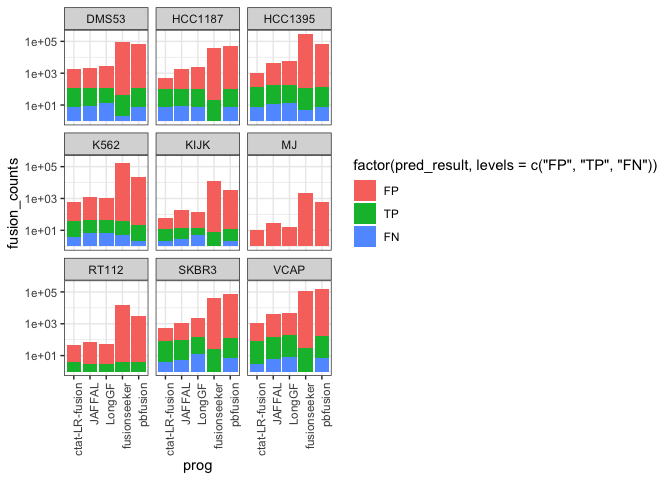 DMS53
HCC1187
HCC1395
1e+05
1e+03
1e+01
K562
KIJK
MJ
1e+05
1e+03
1e+01
RT112
SKBR3
VCAP
1e+05
1e+03
1e+01
fusion_counts
ctat-LR-fusion
JAFFAL
LongGF
fusionseeker
pbfusion
ctat-LR-fusion
JAFFAL
LongGF
fusionseeker
pbfusion
ctat-LR-fusion
JAFFAL
LongGF
fusionseeker
pbfusion
prog
factor(pred_result, levels = c("FP", "TP", "FN"))
FP
TP
FN